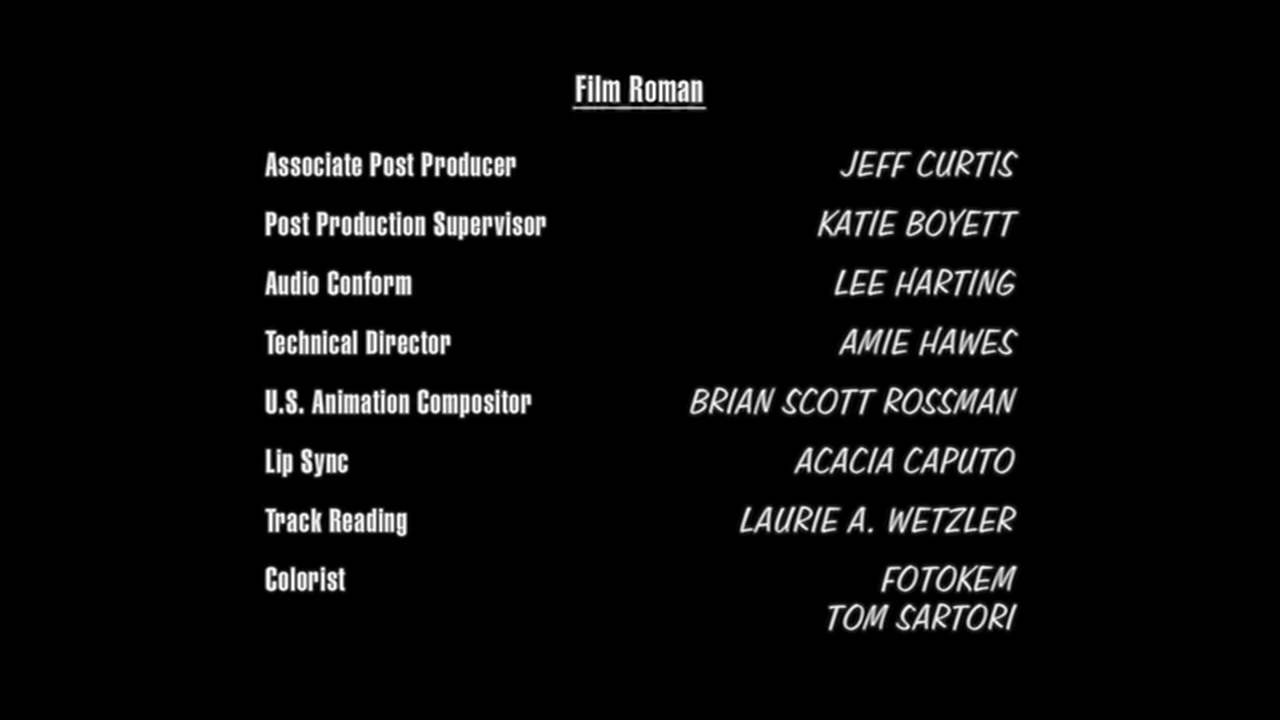 Film Roman
Associate Post Producer JEFF CURTIS
Post Production Supervisor KATIE BOYETT
Audio Conform LEE HARTING
Technical Director AMIE HAWES
U.S. Animation Compositor BRIAN SCOTT ROSSMAN
Lip Sync ACACIA CAPUTO
Track Reading LAURIE A. WETZLER
Colorist FOTOKEM
TOM SARTORI